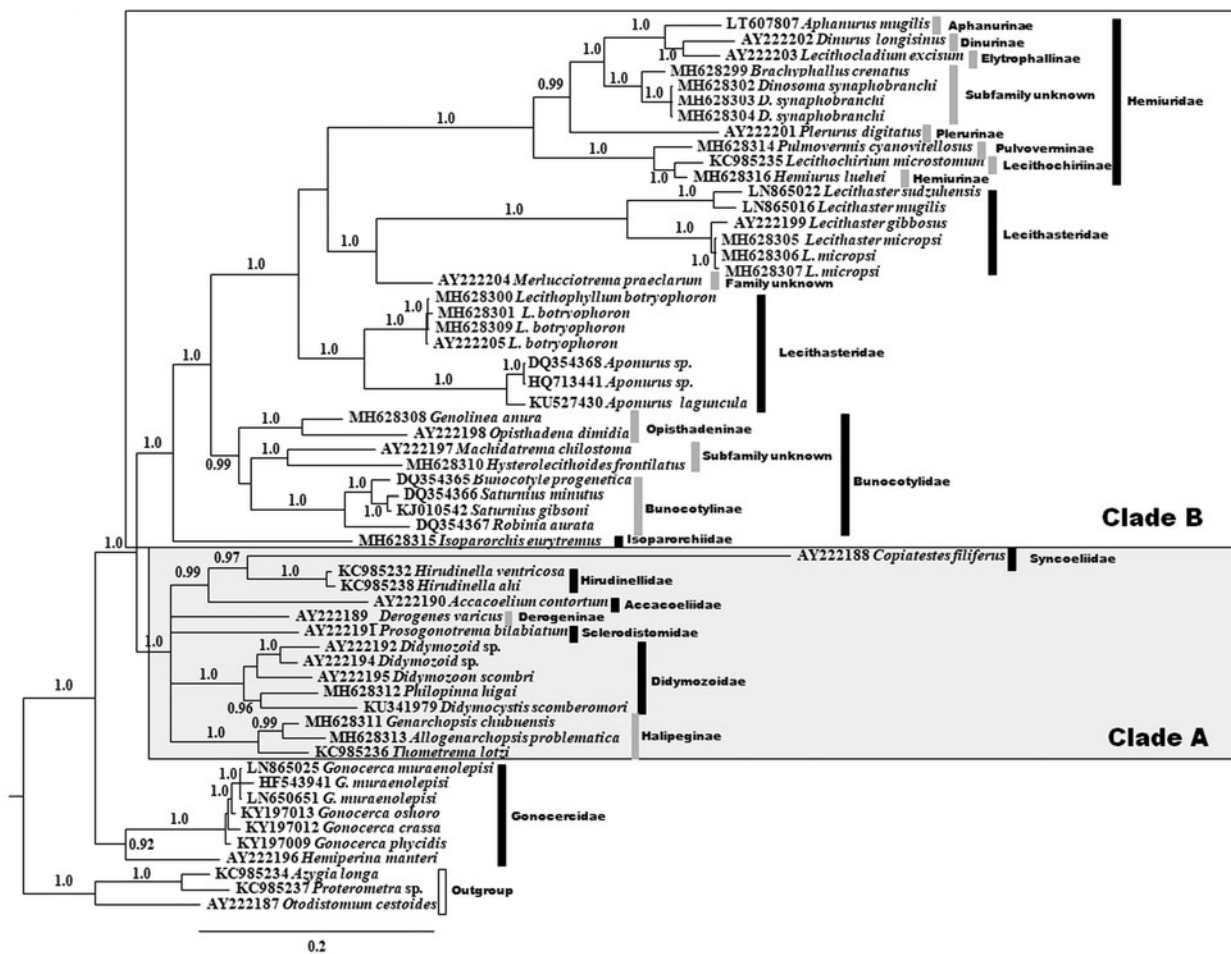 1.0 LT607807 Aphanurus mugilis Aphanurinae
AY222202 Dinurus longisinus Dinurinae
1.0 AY222203 Lecithocladium excisum Elytrophallinae
1.0
MH628299 Brachyphallus crenatus
0.99 1.0 MH628302 Dinosoma synaphobranchi
1.0 MH628303 D. synaphobranchi Subfamily unknown
MH628304 D. synaphobranchi
Hemiuridae
1.0 AY222201 Plerurus digitatus Plerurinae
MH628314 Pulmovermis cyanovitellosus Pulvoverminae
1.0 KC985235 Lecithochirium microstomum Lecithochiriinae
1.0 MH628316 Hemiurus luehei Hemiurinae
1.0 LN865022 Lecithaster sudzuhensis
LN865016 Lecithaster mugilis
1.0 AY222199 Lecithaster gibbosus
1.0 MH628305 Lecithaster micropsi Lecithasteridae
1.0 MH628306 L. micropsi
1.0 MH628307 L. micropsi
AY222204 Merlucciotrema praeclarum Family unknown
1.0 MH628300 Lecithophyllum botryophoron
1.0 MH628301 L. botryophoron
1.0 MH628309 L. botryophoron
1.0 AY222205 L. botryophoron
Lecithasteridae
1.0 DQ354368 Aponurus sp.
1.0 HQ713441 Aponurus sp.
KU527430 Aponurus laguncula
1.0 MH628308 Genolinea anura
AY222198 Opisthadena dimidia Opisthadeninae
1.0 1.0 AY222197 Machidatrema chilostoma
0.99 MH628310 Hysterolecithoides frontilatus Subfamily unknown
Bunocotylidae
1.0 DQ354365 Bunocotyle progenetica
1.0 DQ354366 Saturnius minutus
1.0 KJ010542 Saturnius gibsoni Bunocotylinae
DQ354367 Robinia aurata
Clade B
MH628315 Isoparorchis eurytremus Isoparorchiidae
1.0
0.97 AY222188 Copiatestes filiferus Syncoeliidae
0.99 1.0 KC985232 Hirudinella ventricosa
KC985238 Hirudinella ahi Hirudinellidae
AY222190 Accacoelium contortum Accacoeliidae
AY222189 Derogenes varicus Derogeninae
1.0 AY222191 Prosogonotrema bilabiatum Sclerodistomidae
1.0 AY222192 Didymozoid sp.
AY222194 Didymozoid sp.
1.0 AY222195 Didymozoon scombri Didymozoidae
MH628312 Philopinna higai
1.0 0.96 KU341979 Didymocystis scomberomori
0.99 MH628311 Genarchopsis chubuensis
1.0 MH628313 Allogenarchopsis problematica Halipeginae
KC985236 Thometrema lotzi
Clade A
1.0 LN865025 Gonocerca muraenolepisi
HF543941 G. muraenolepisi
1.0 LN650651 G. muraenolepisi
1.0 KY197013 Gonocerca oshoro Gonocercidae
KY197012 Gonocerca crassa
0.92 KY197009 Gonocerca phycidis
AY222196 Hemiperina manteri
1.0 KC985234 Azygia longa
1.0 KC985237 Proterometra sp. Outgroup
AY222187 Otodistomum cestoides
0.2